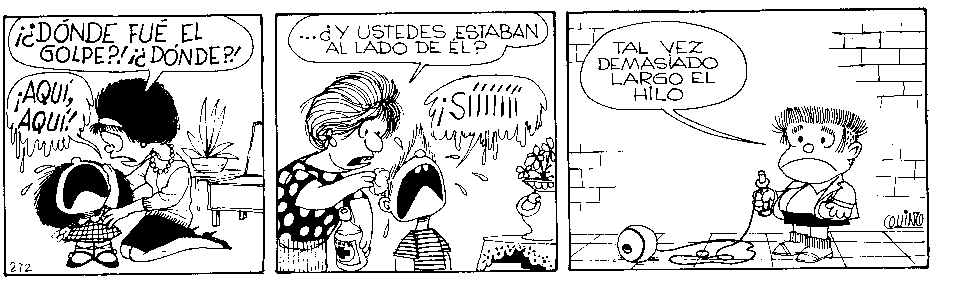 ¡¿DÓNDE FUÉ EL
GOLPE?! ¡¿DÓNDE?!
¡AQUÍ,
AQUÍ!
272
...¿Y USTEDES ESTABAN
AL LADO DE ÉL?
¡SIIIIIÍ
TAL VEZ
DEMASIADO
LARGO EL
HILO
QUINO